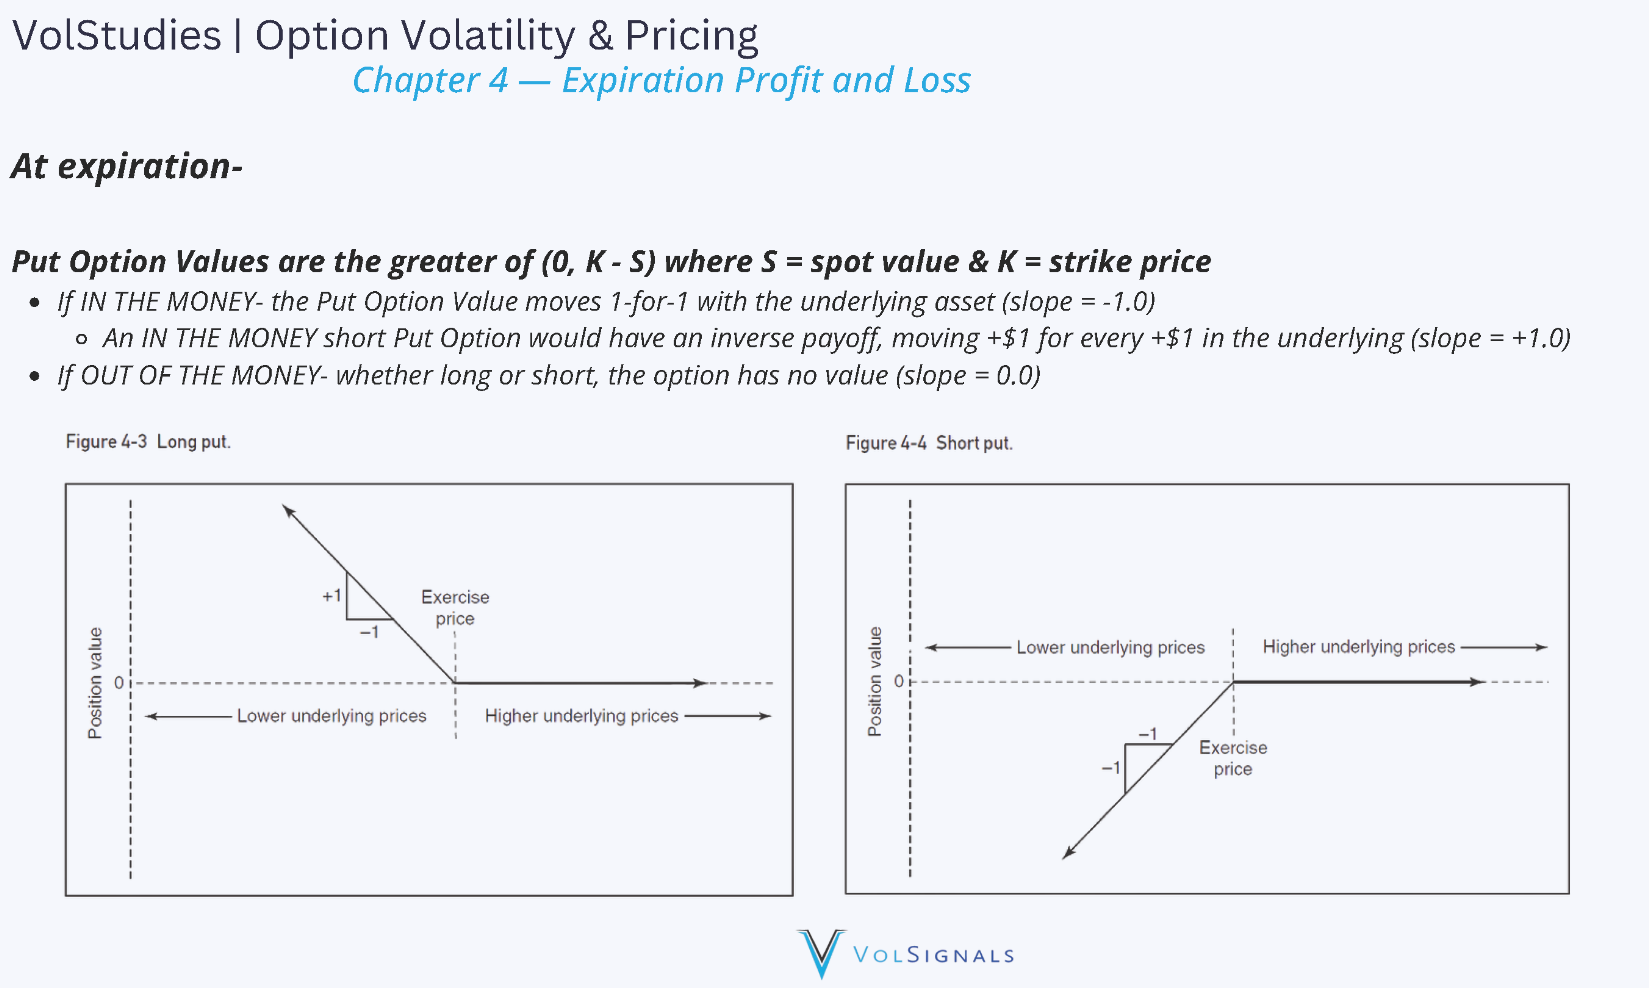 VolStudies | Option Volatility & Pricing
Chapter 4 — Expiration Profit and Loss
At expiration-
Put Option Values are the greater of (0, K - S) where S = spot value & K = strike price
• If IN THE MONEY- the Put Option Value moves 1-for-1 with the underlying asset (slope = -1.0)
◦ An IN THE MONEY short Put Option would have an inverse payoff, moving +$1 for every +$1 in the underlying (slope = +1.0)
• If OUT OF THE MONEY- whether long or short, the option has no value (slope = 0.0)
Figure 4-3 Long put.
+1
−1
Exercise
price
Position value
0
Lower underlying prices
Higher underlying prices
Figure 4-4 Short put.
Lower underlying prices
Higher underlying prices
Position value
0
−1
−1
Exercise
price
VOLSIGNALS